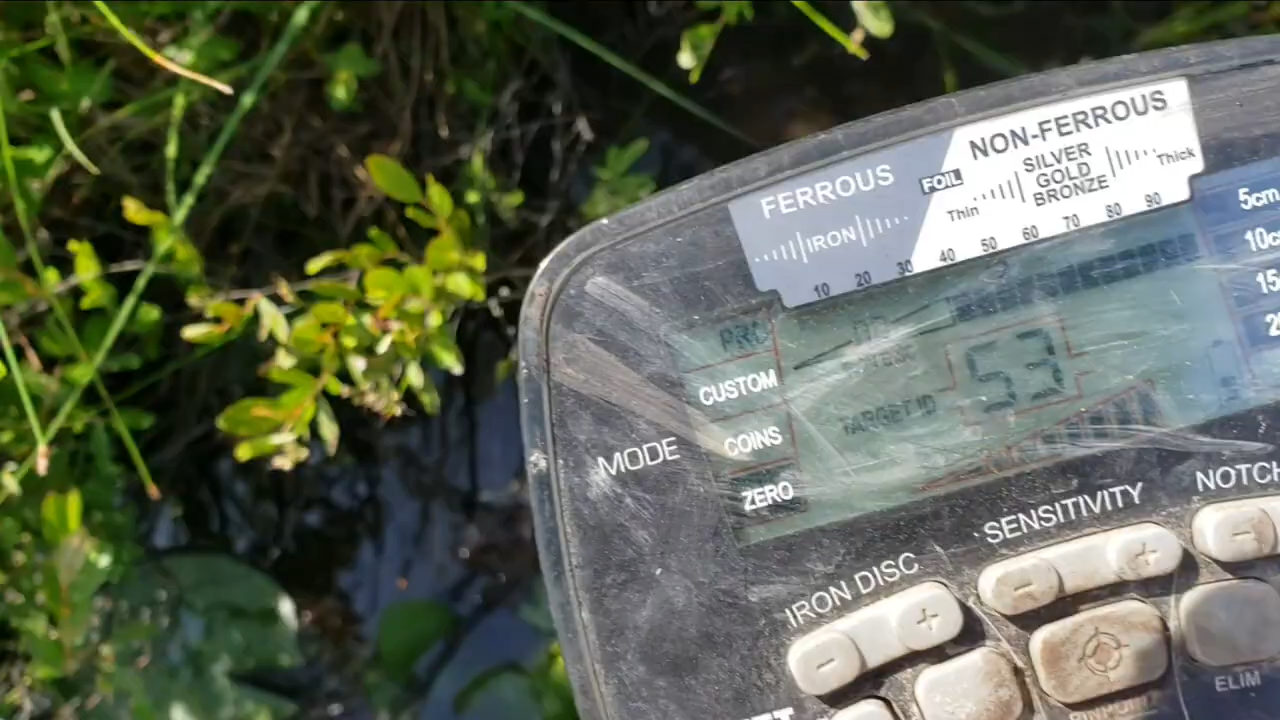 FERROUS
FOIL
NON-FERROUS
IRON
Thin
SILVER
GOLD
BRONZE
Thick
10 20 30 40 50 60 70 80 90
5cm
PRO
CUSTOM
COINS
ZERO
MODE
TARGET ID
53
IRON DISC
- +
SENSITIVITY
- +
NOTCH
-
ELIM